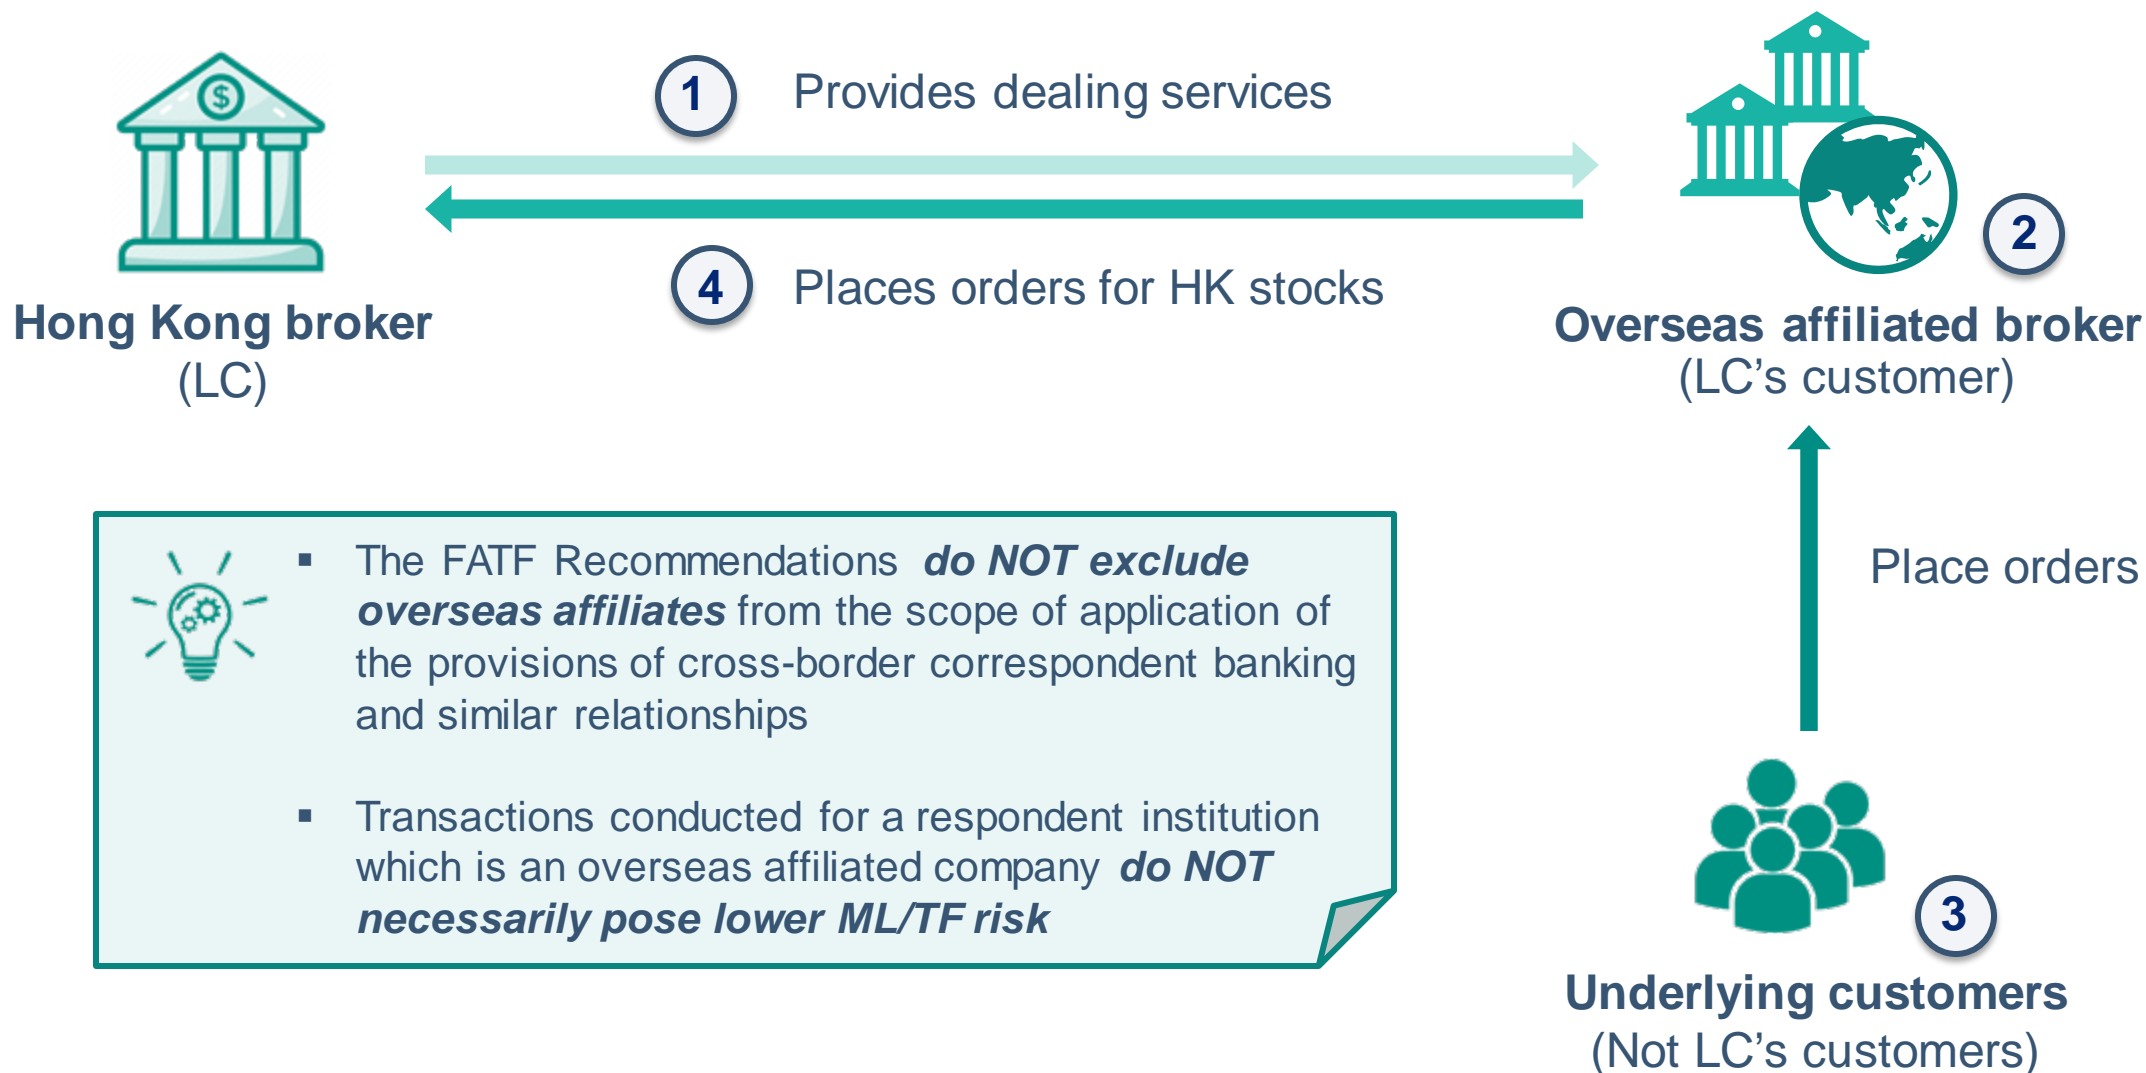 $
1
Provides dealing services
4
Places orders for HK stocks
2
Hong Kong broker
(LC)
Overseas affiliated broker
(LC’s customer)
▪ The FATF Recommendations do NOT exclude
overseas affiliates from the scope of application of
the provisions of cross-border correspondent banking
and similar relationships
▪ Transactions conducted for a respondent institution
which is an overseas affiliated company do NOT
necessarily pose lower ML/TF risk
Place orders
3
Underlying customers
(Not LC’s customers)